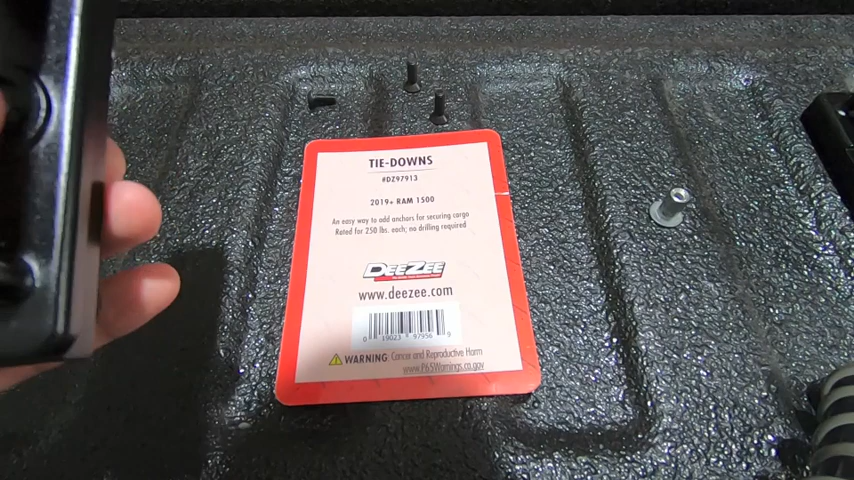 TIE-DOWNS
#DZ97913
2019+ RAM 1500
An easy way to add anchors for securing cargo
Rated for 250 lbs. each; no drilling required
DEEZEE
www.deezee.com
0 19023 97956 9
WARNING: Cancer and Reproductive Harm
www.P65Warnings.ca.gov